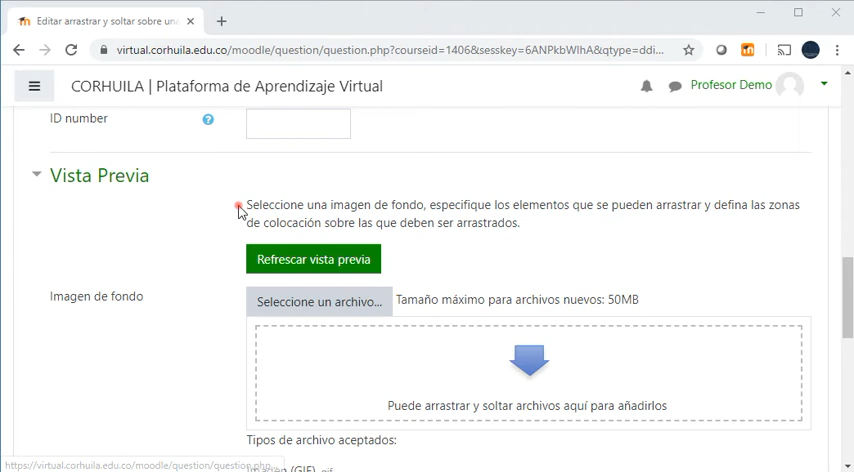 Editar arrastrar y soltar sobre una
virtual.corhuila.edu.co/moodle/question/question.php?courseid=1406&sesskey=6ANPkbWIhA&qtype=ddi...
CORHUILA | Plataforma de Aprendizaje Virtual
Profesor Demo
ID number
Vista Previa
Seleccione una imagen de fondo, especifique los elementos que se pueden arrastrar y defina las zonas
de colocación sobre las que deben ser arrastrados.
Refrescar vista previa
Imagen de fondo
Seleccione un archivo... Tamaño máximo para archivos nuevos: 50MB
Puede arrastrar y soltar archivos aquí para añadirlos
Tipos de archivo aceptados:
https://virtual.corhuila.edu.co/moodle/question/question.php...
Imagen (GIF) .gif